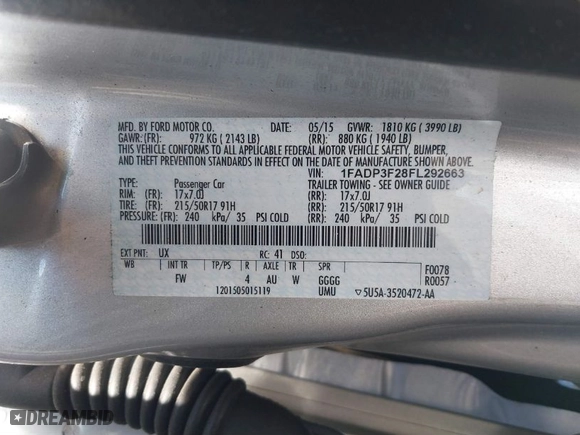 MFD. BY FORD MOTOR CO. DATE: 05/15 GVWR: 1810 KG ( 3990 LB)
GAWR:(FR): 972 KG ( 2143 LB) (RR): 880 KG ( 1940 LB)
THIS VEHICLE CONFORMS TO ALL APPLICABLE FEDERAL MOTOR VEHICLE SAFETY, BUMPER,
AND THEFT PREVENTION STANDARDS IN EFFECT ON THE DATE OF MANUFACTURE SHOWN ABOVE.
VIN: 1FADP3F28FL292663
TYPE: Passenger Car TRAILER TOWING - SEE OWNER GUIDE
RIM: (FR): 17x7.0J (RR): 17x7.0J
TIRE: (FR): 215/50R17 91H (RR): 215/50R17 91H
PRESSURE: (FR): 240 kPa/ 35 PSI COLD (RR): 240 kPa/ 35 PSI COLD
EXT PNT: UX RC: 41 DSO:
WB INT TR TP/PS R AXLE TR SPR F0078
FW 4 AU W GGGG R0057
1201505015119 UMU ▽5U5A-3520472-AA
DREAMBID